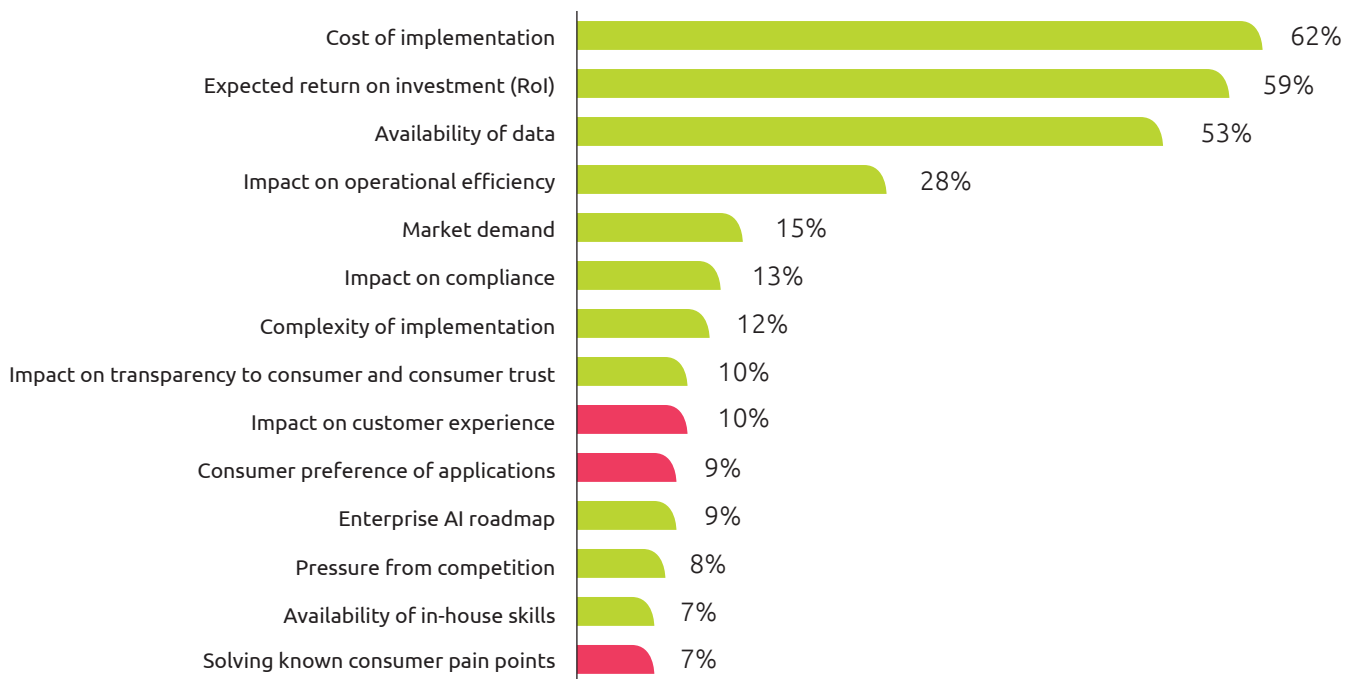 Cost of implementation 62%
Expected return on investment (RoI) 59%
Availability of data 53%
Impact on operational efficiency 28%
Market demand 15%
Impact on compliance 13%
Complexity of implementation 12%
Impact on transparency to consumer and consumer trust 10%
Impact on customer experience 10%
Consumer preference of applications 9%
Enterprise AI roadmap 9%
Pressure from competition 8%
Availability of in-house skills 7%
Solving known consumer pain points 7%